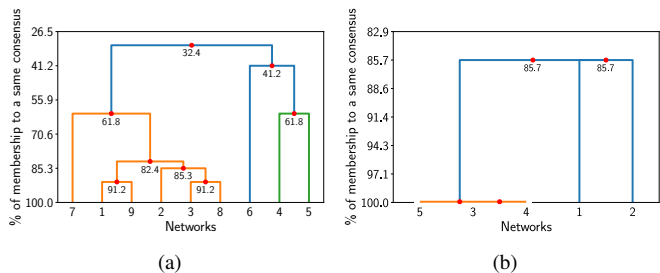 % of membership to a same consensus
26.5
41.2
55.9
70.6
85.3
100.0
32.4
41.2
61.8
61.8
82.4
85.3
91.2
91.2
7 1 9 2 3 8 6 4 5
Networks
(a)
% of membership to a same consensus
82.9
85.7
88.6
91.4
94.3
97.1
100.0
85.7
85.7
5 3 4 1 2
Networks
(b)